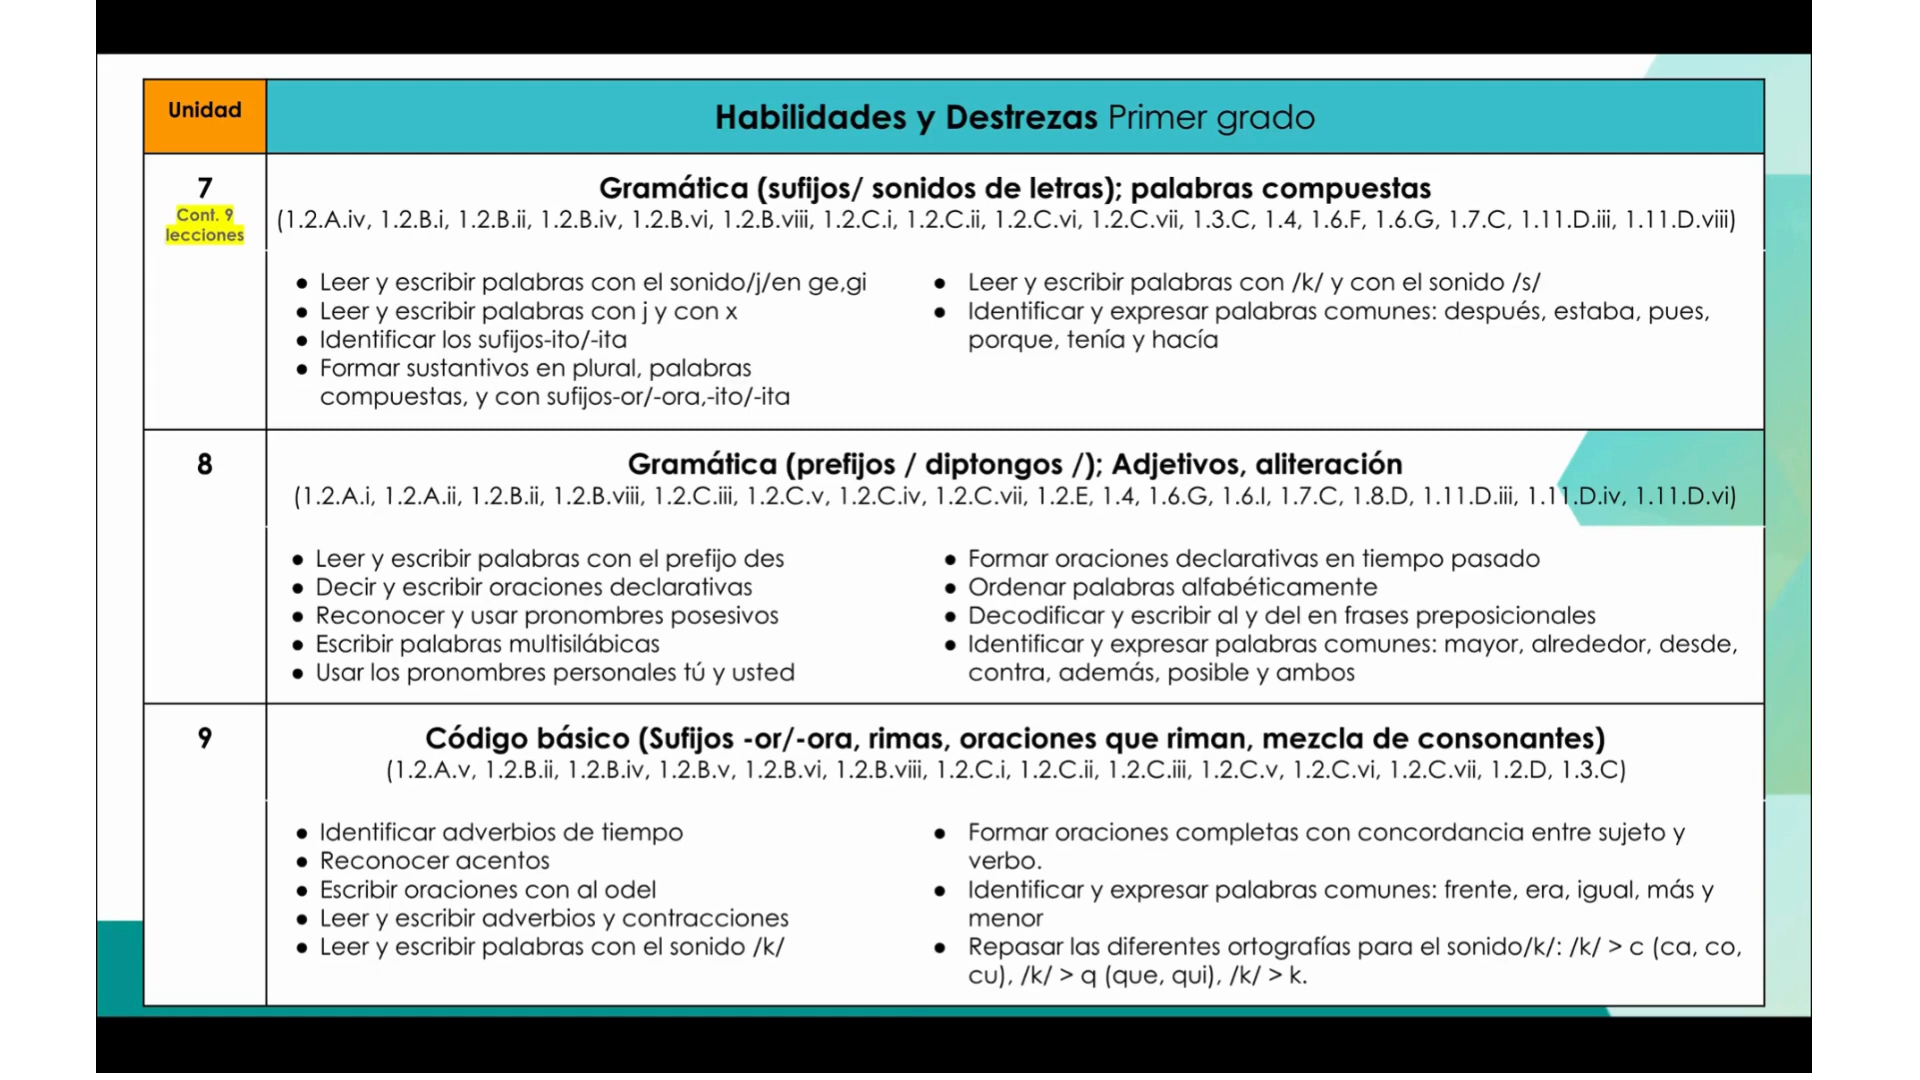 Unidad
Habilidades y Destrezas Primer grado
7
Cont. 9
lecciones
Gramática (sufijos/ sonidos de letras); palabras compuestas
(1.2.A.iv, 1.2.B.i, 1.2.B.ii, 1.2.B.iv, 1.2.B.vi, 1.2.B.viii, 1.2.C.i, 1.2.C.ii, 1.2.C.vi, 1.2.C.vii, 1.3.C, 1.4, 1.6.F, 1.6.G, 1.7.C, 1.11.D.iii, 1.11.D.viii)
● Leer y escribir palabras con el sonido/j/en ge,gi
● Leer y escribir palabras con j y con x
● Identificar los sufijos-ito/-ita
● Formar sustantivos en plural, palabras
compuestas, y con sufijos-or/-ora,-ito/-ita
● Leer y escribir palabras con /k/ y con el sonido /s/
● Identificar y expresar palabras comunes: después, estaba, pues,
porque, tenía y hacía
8
Gramática (prefijos / diptongos /); Adjetivos, aliteración
(1.2.A.i, 1.2.A.ii, 1.2.B.ii, 1.2.B.viii, 1.2.C.iii, 1.2.C.v, 1.2.C.iv, 1.2.C.vii, 1.2.E, 1.4, 1.6.G, 1.6.I, 1.7.C, 1.8.D, 1.11.D.iii, 1.11.D.iv, 1.11.D.vi)
● Leer y escribir palabras con el prefijo des
● Decir y escribir oraciones declarativas
● Reconocer y usar pronombres posesivos
● Escribir palabras multisilábicas
● Usar los pronombres personales tú y usted
● Formar oraciones declarativas en tiempo pasado
● Ordenar palabras alfabéticamente
● Decodificar y escribir al y del en frases preposicionales
● Identificar y expresar palabras comunes: mayor, alrededor, desde,
contra, además, posible y ambos
9
Código básico (Sufijos -or/-ora, rimas, oraciones que riman, mezcla de consonantes)
(1.2.A.v, 1.2.B.ii, 1.2.B.iv, 1.2.B.v, 1.2.B.vi, 1.2.B.viii, 1.2.C.i, 1.2.C.ii, 1.2.C.iii, 1.2.C.v, 1.2.C.vi, 1.2.C.vii, 1.2.D, 1.3.C)
● Identificar adverbios de tiempo
● Reconocer acentos
● Escribir oraciones con al odel
● Leer y escribir adverbios y contracciones
● Leer y escribir palabras con el sonido /k/
● Formar oraciones completas con concordancia entre sujeto y
verbo.
● Identificar y expresar palabras comunes: frente, era, igual, más y
menor
● Repasar las diferentes ortografías para el sonido/k/: /k/ > c (ca, co,
cu), /k/ > q (que, qui), /k/ > k.